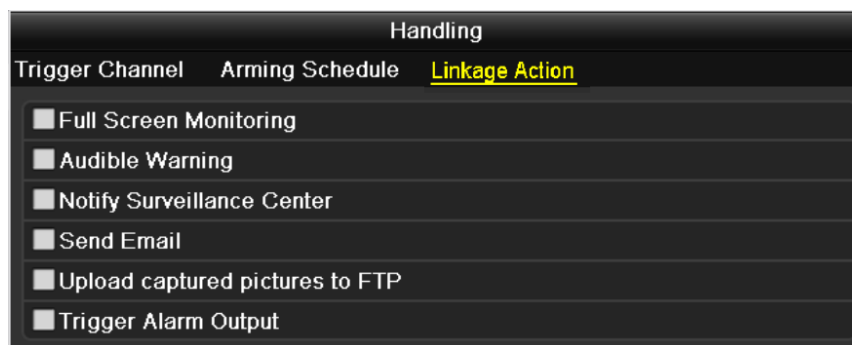 Handling
Trigger Channel Arming Schedule Linkage Action
Full Screen Monitoring
Audible Warning
Notify Surveillance Center
Send Email
Upload captured pictures to FTP
Trigger Alarm Output